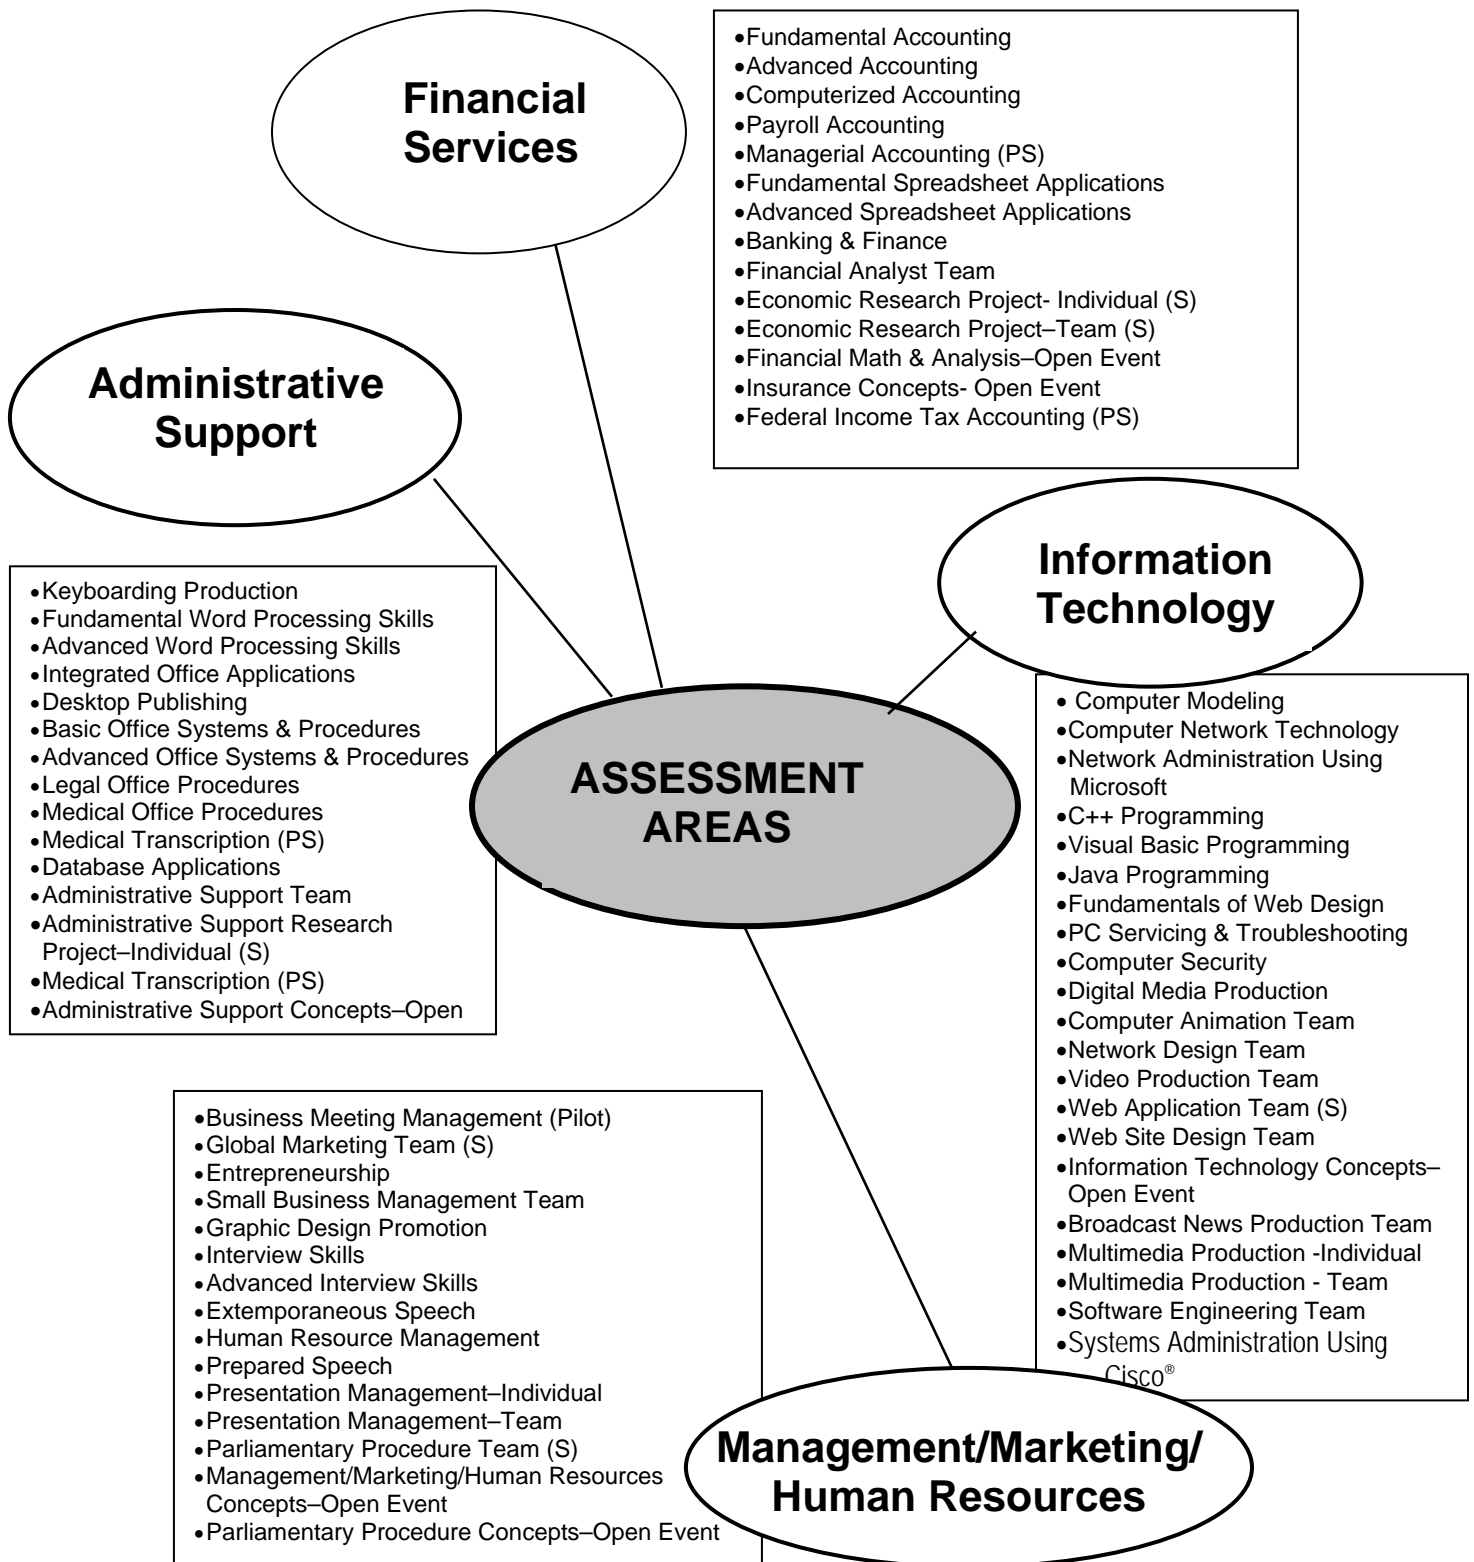 Financial
Services
•Fundamental Accounting
•Advanced Accounting
•Computerized Accounting
•Payroll Accounting
•Managerial Accounting (PS)
•Fundamental Spreadsheet Applications
•Advanced Spreadsheet Applications
•Banking & Finance
•Financial Analyst Team
•Economic Research Project- Individual (S)
•Economic Research Project–Team (S)
•Financial Math & Analysis–Open Event
•Insurance Concepts- Open Event
•Federal Income Tax Accounting (PS)
Administrative
Support
•Keyboarding Production
•Fundamental Word Processing Skills
•Advanced Word Processing Skills
•Integrated Office Applications
•Desktop Publishing
•Basic Office Systems & Procedures
•Advanced Office Systems & Procedures
•Legal Office Procedures
•Medical Office Procedures
•Medical Transcription (PS)
•Database Applications
•Administrative Support Team
•Administrative Support Research
Project–Individual (S)
•Medical Transcription (PS)
•Administrative Support Concepts–Open
ASSESSMENT
AREAS
Information
Technology
• Computer Modeling
•Computer Network Technology
•Network Administration Using
Microsoft
•C++ Programming
•Visual Basic Programming
•Java Programming
•Fundamentals of Web Design
•PC Servicing & Troubleshooting
•Computer Security
•Digital Media Production
•Computer Animation Team
•Network Design Team
•Video Production Team
•Web Application Team (S)
•Web Site Design Team
•Information Technology Concepts–
Open Event
•Broadcast News Production Team
•Multimedia Production -Individual
•Multimedia Production - Team
•Software Engineering Team
•Systems Administration Using
Cisco®
•Business Meeting Management (Pilot)
•Global Marketing Team (S)
•Entrepreneurship
•Small Business Management Team
•Graphic Design Promotion
•Interview Skills
•Advanced Interview Skills
•Extemporaneous Speech
•Human Resource Management
•Prepared Speech
•Presentation Management–Individual
•Presentation Management–Team
•Parliamentary Procedure Team (S)
•Management/Marketing/Human Resources
Concepts–Open Event
•Parliamentary Procedure Concepts–Open Event
Management/Marketing/
Human Resources